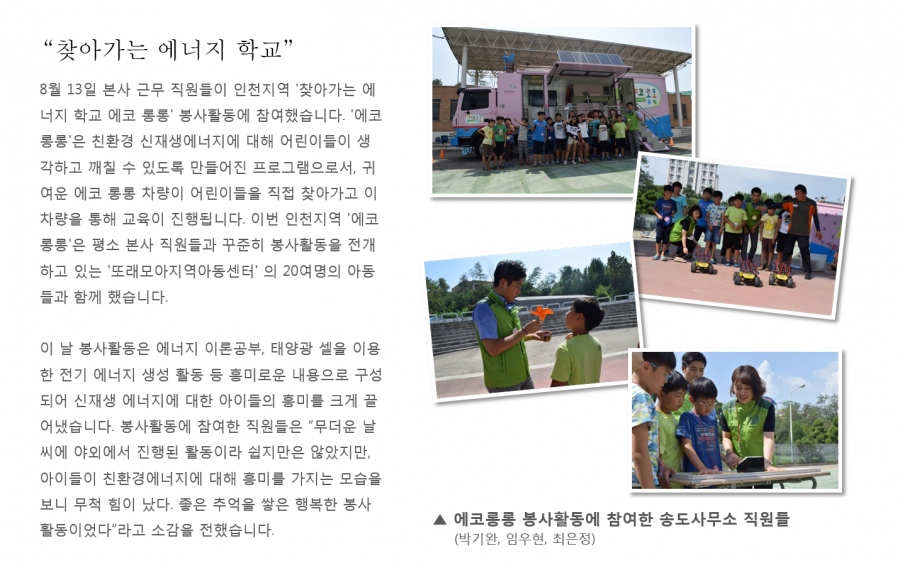 “찾아가는 에너지 학교”
8월 13일 본사 근무 직원들이 인천지역 '찾아가는 에
너지 학교 에코 롱롱' 봉사활동에 참여했습니다. '에코
롱롱'은 친환경 신재생에너지에 대해 어린이들이 생
각하고 깨칠 수 있도록 만들어진 프로그램으로서, 귀
여운 에코 롱롱 차량이 어린이들을 직접 찾아가고 이
차량을 통해 교육이 진행됩니다. 이번 인천지역 '에코
롱롱'은 평소 본사 직원들과 꾸준히 봉사활동을 전개
하고 있는 '또래모아지역아동센터' 의 20여명의 아동
들과 함께 했습니다.
이 날 봉사활동은 에너지 이론공부, 태양광 셀을 이용
한 전기 에너지 생성 활동 등 흥미로운 내용으로 구성
되어 신재생 에너지에 대한 아이들의 흥미를 크게 끌
어냈습니다. 봉사활동에 참여한 직원들은 “무더운 날
씨에 야외에서 진행된 활동이라 쉽지만은 않았지만,
아이들이 친환경에너지에 대해 흥미를 가지는 모습을
보니 무척 힘이 났다. 좋은 추억을 쌓은 행복한 봉사
활동이었다”라고 소감을 전했습니다.
▲ 에코롱롱 봉사활동에 참여한 송도사무소 직원들
(박기완, 임우현, 최은정)